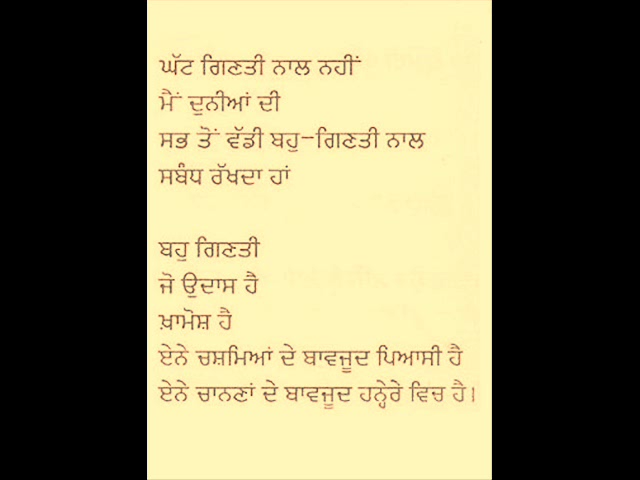 ਘੱਟ ਗਿਣਤੀ ਨਾਲ ਨਹੀਂ
ਮੈਂ ਦੁਨੀਆਂ ਦੀ
ਸਭ ਤੋਂ ਵੱਡੀ ਬਹੁ-ਗਿਣਤੀ ਨਾਲ
ਸਬੰਧ ਰੱਖਦਾ ਹਾਂ
ਬਹੁ ਗਿਣਤੀ
ਜੋ ਉਦਾਸ ਹੈ
ਖ਼ਾਮੋਸ਼ ਹੈ
ਏਨੇ ਚਸ਼ਮਿਆਂ ਦੇ ਬਾਵਜੂਦ ਪਿਆਸੀ ਹੈ
ਏਨੇ ਚਾਨਣਾਂ ਦੇ ਬਾਵਜੂਦ ਹਨ੍ਹੇਰੇ ਵਿਚ ਹੈ।